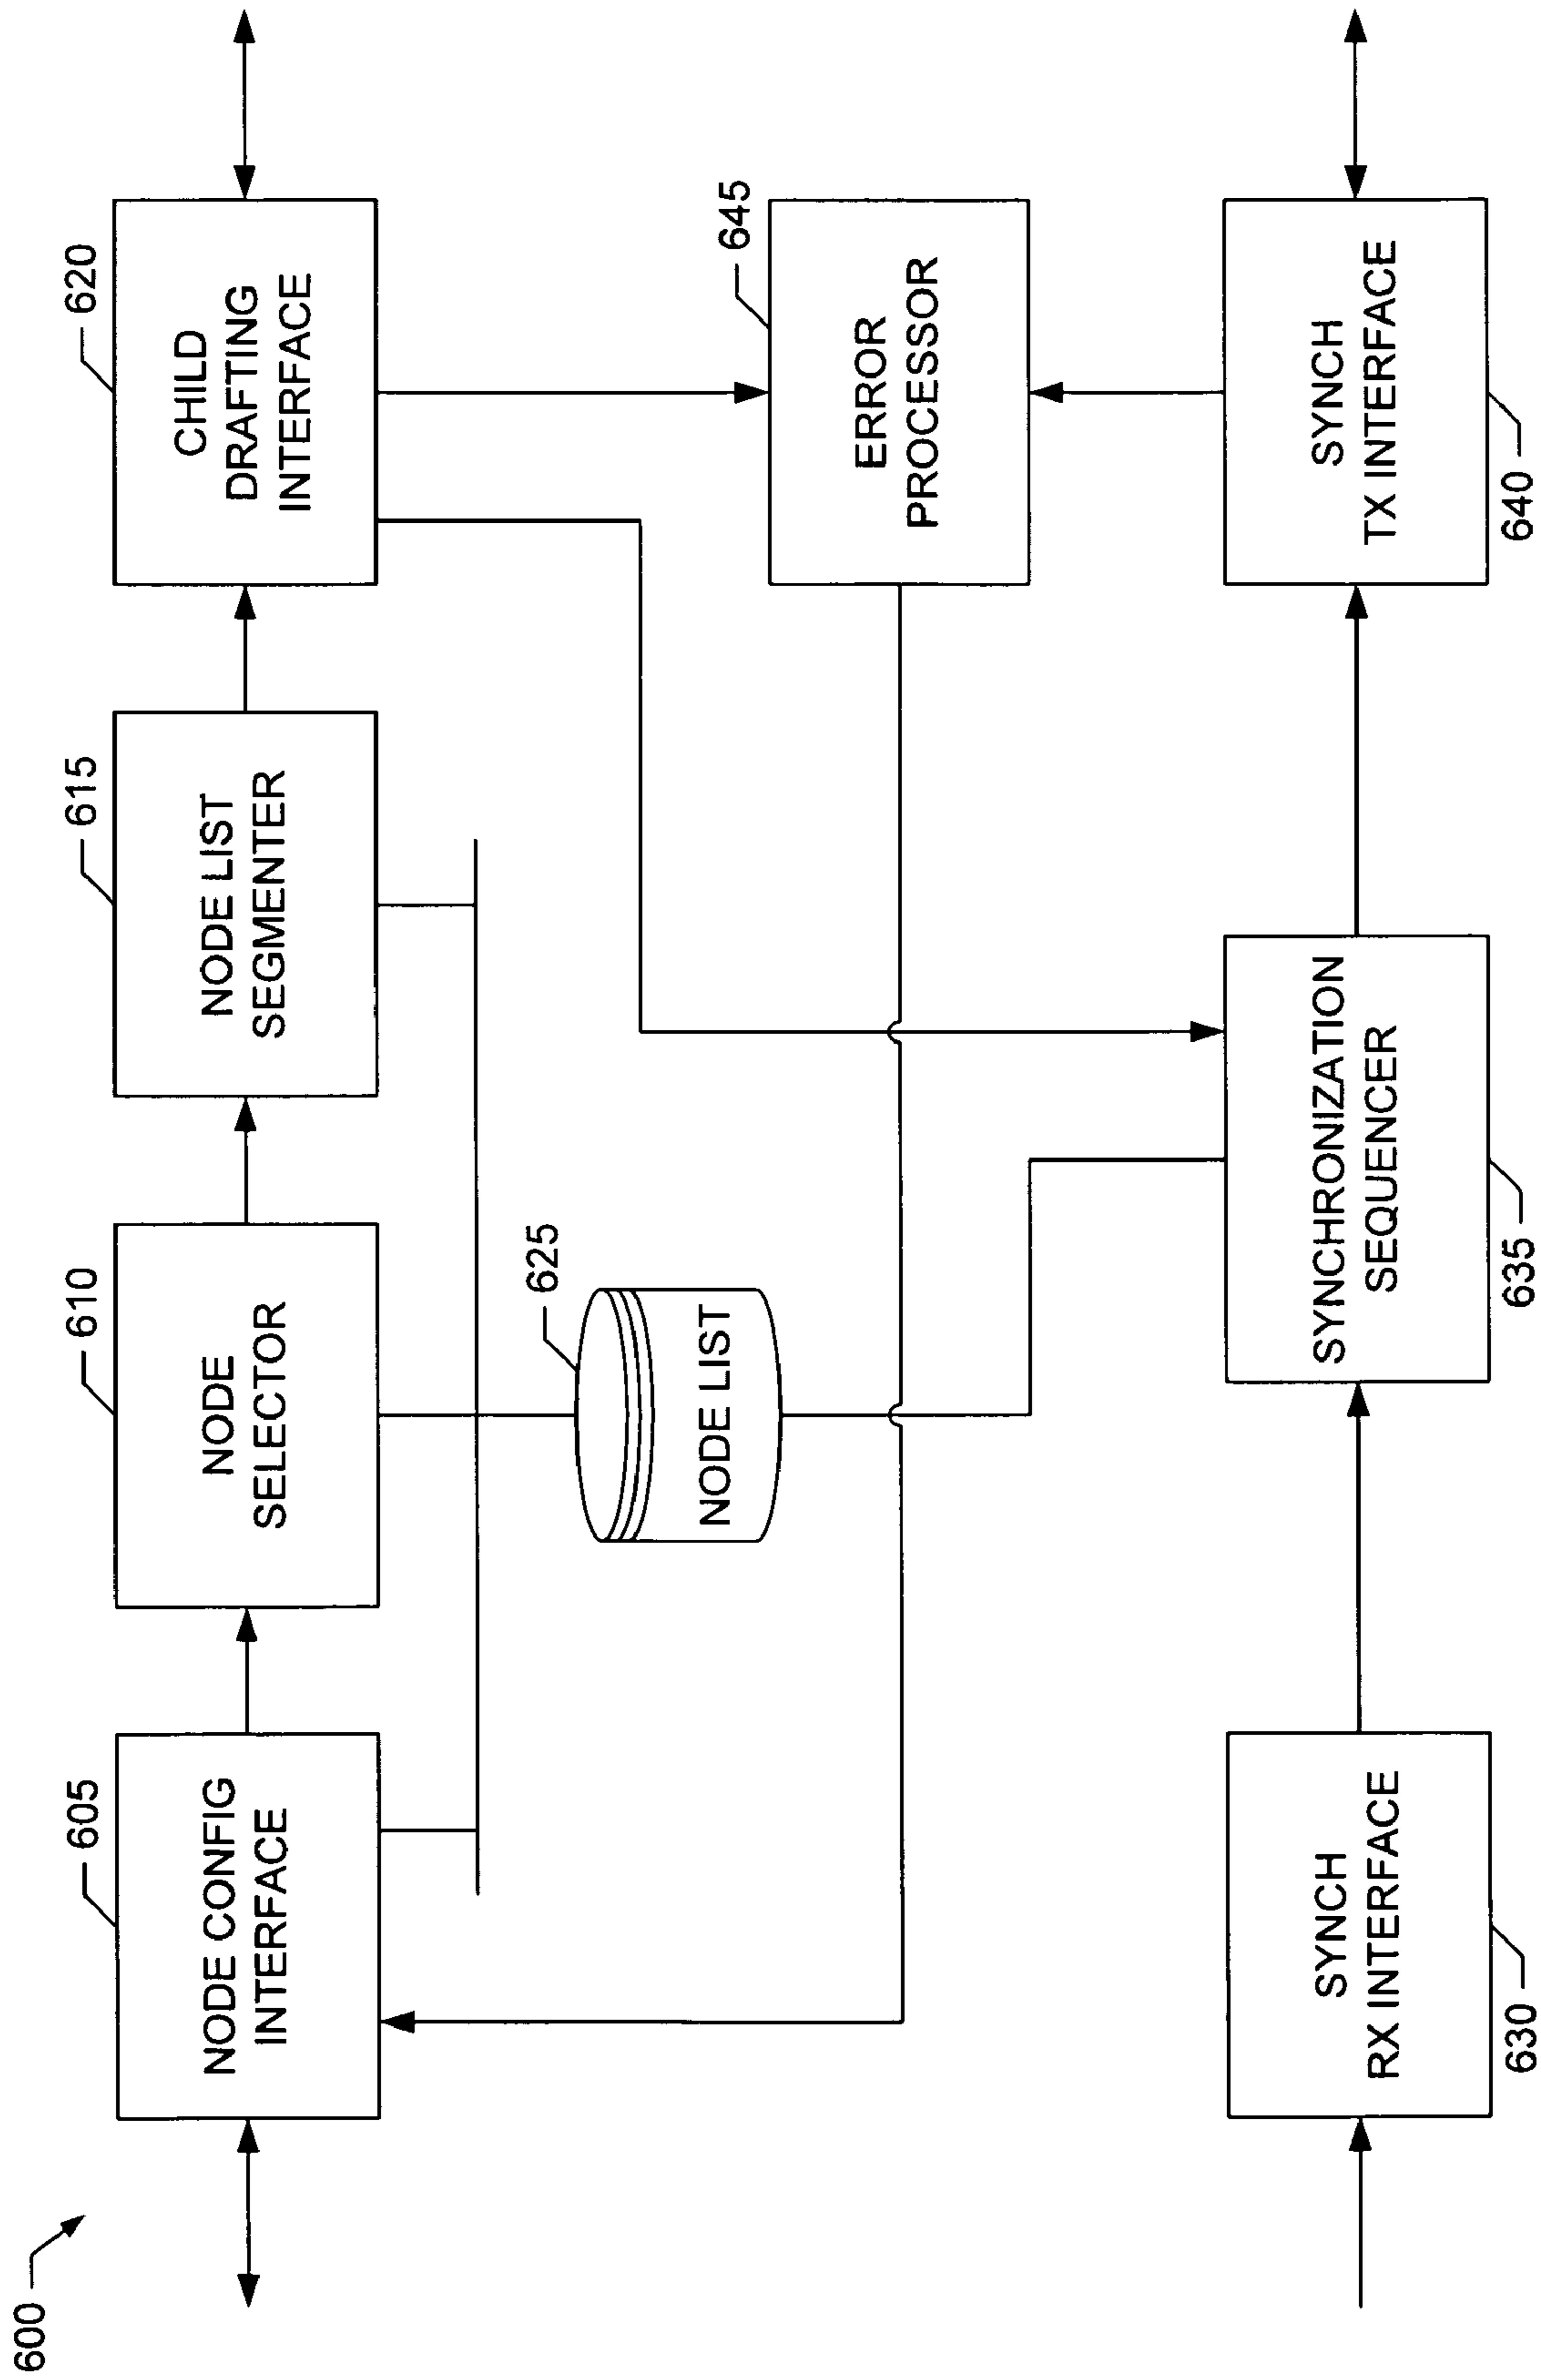 600
605
NODE CONFIG
INTERFACE
610
NODE
SELECTOR
615
NODE LIST
SEGMENTER
620
CHILD
DRAFTING
INTERFACE
625
NODE LIST
645
ERROR
PROCESSOR
SYNCH
RX INTERFACE
630
SYNCHRONIZATION
SEQUENCER
635
SYNCH
TX INTERFACE
640